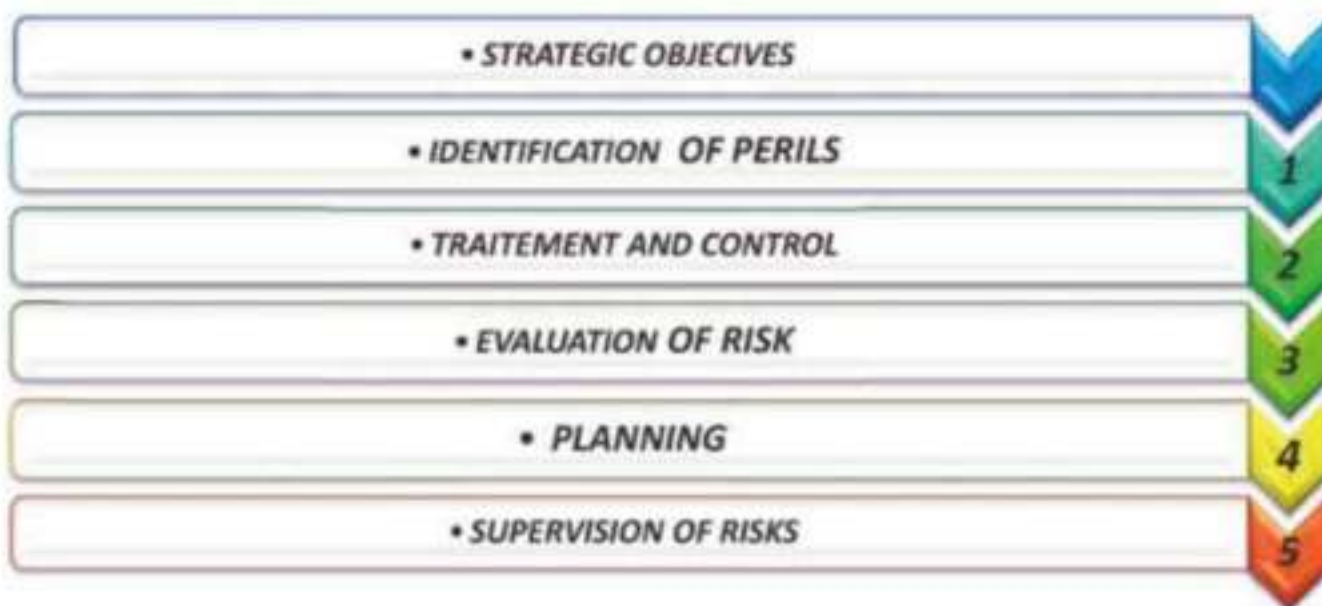 • STRATEGIC OBJECIVES
• IDENTIFICATION OF PERILS
1
• TRAITEMENT AND CONTROL
2
• EVALUATION OF RISK
3
• PLANNING
4
• SUPERVISION OF RISKS
5